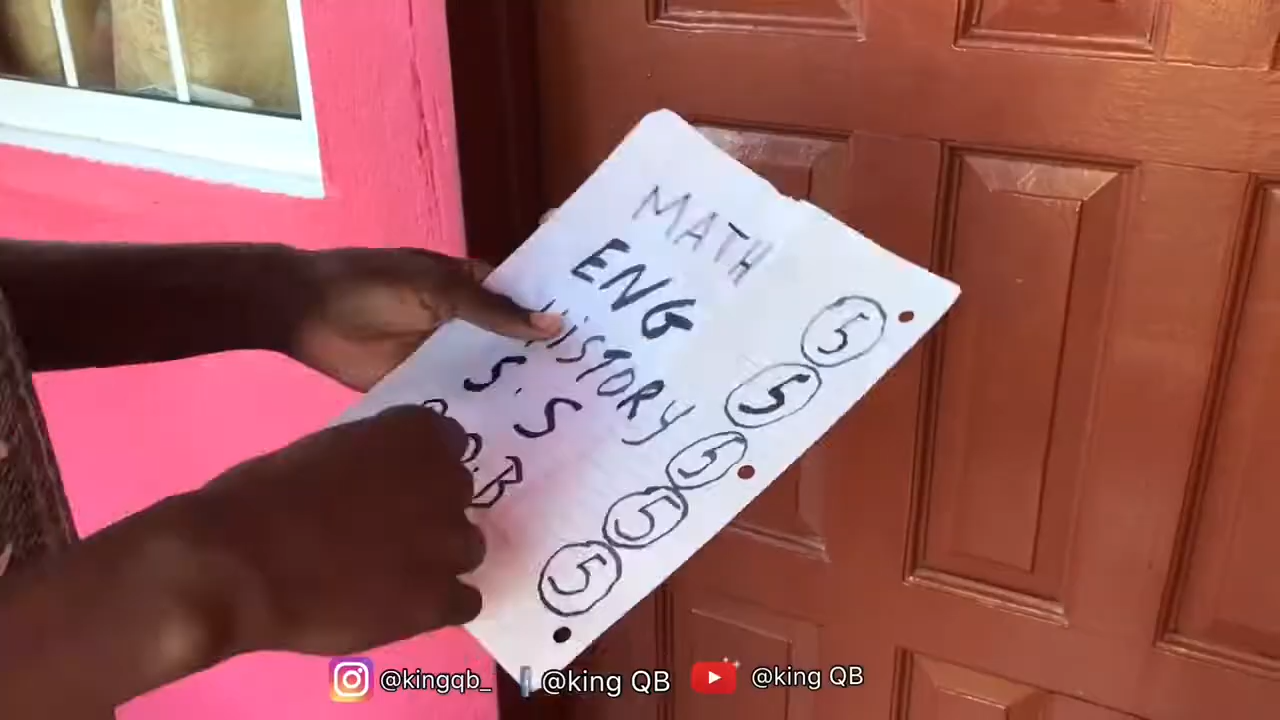 MATH 5
ENG 5
HiSTORY 5
S.S 5
P.O.B 5
@kingqb_ @king QB @king QB